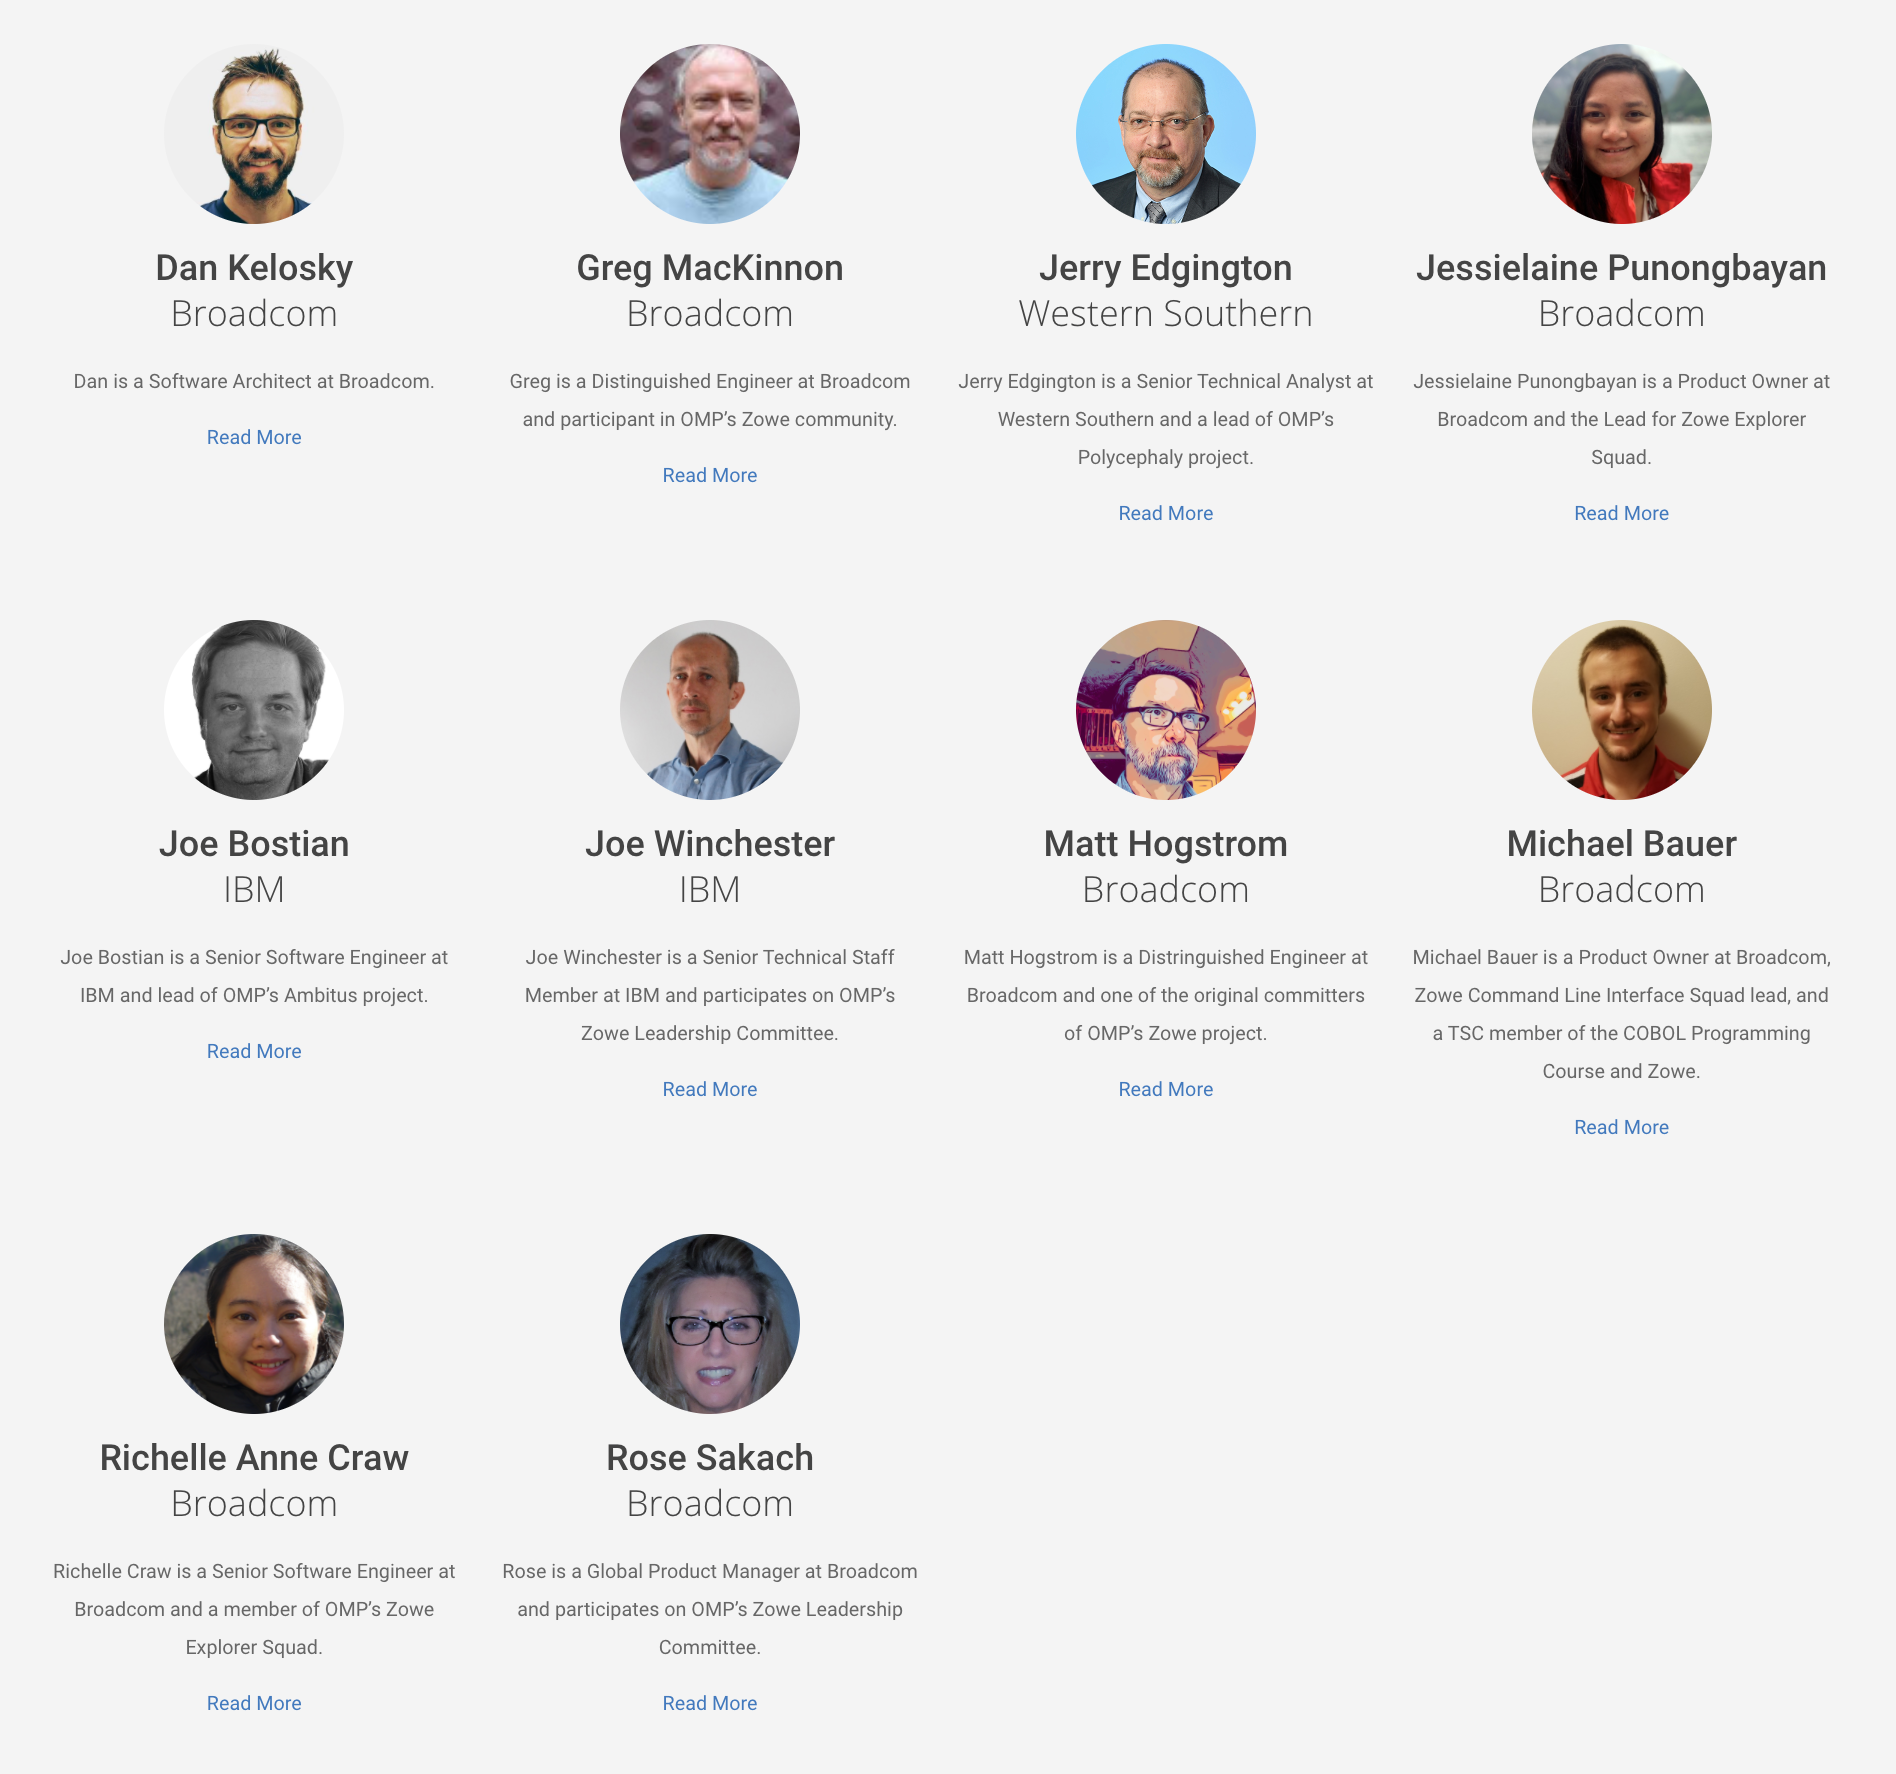 Dan Kelosky
Broadcom
Dan is a Software Architect at Broadcom.
Read More
Greg MacKinnon
Broadcom
Greg is a Distinguished Engineer at Broadcom
and participant in OMP’s Zowe community.
Read More
Jerry Edgington
Western Southern
Jerry Edgington is a Senior Technical Analyst at
Western Southern and a lead of OMP’s
Polycephaly project.
Read More
Jessielaine Punongbayan
Broadcom
Jessielaine Punongbayan is a Product Owner at
Broadcom and the Lead for Zowe Explorer
Squad.
Read More
Joe Bostian
IBM
Joe Bostian is a Senior Software Engineer at
IBM and lead of OMP’s Ambitus project.
Read More
Joe Winchester
IBM
Joe Winchester is a Senior Technical Staff
Member at IBM and participates on OMP’s
Zowe Leadership Committee.
Read More
Matt Hogstrom
Broadcom
Matt Hogstrom is a Distringuished Engineer at
Broadcom and one of the original committers
of OMP’s Zowe project.
Read More
Michael Bauer
Broadcom
Michael Bauer is a Product Owner at Broadcom,
Zowe Command Line Interface Squad lead, and
a TSC member of the COBOL Programming
Course and Zowe.
Read More
Richelle Anne Craw
Broadcom
Richelle Craw is a Senior Software Engineer at
Broadcom and a member of OMP’s Zowe
Explorer Squad.
Read More
Rose Sakach
Broadcom
Rose is a Global Product Manager at Broadcom
and participates on OMP’s Zowe Leadership
Committee.
Read More